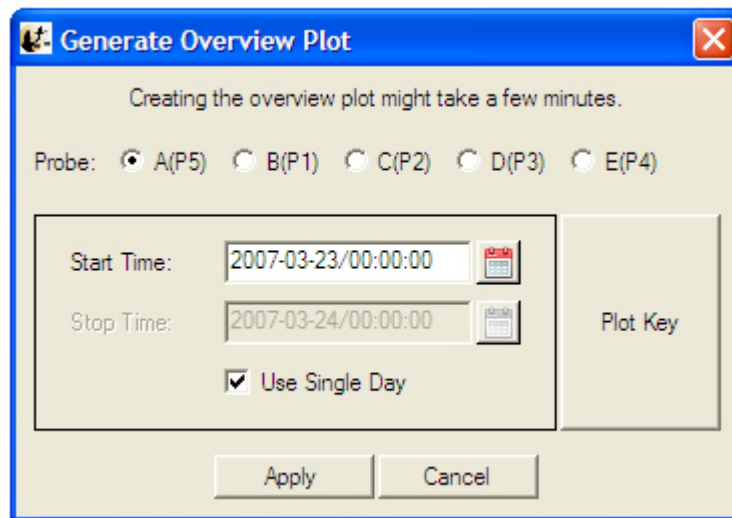 Generate Overview Plot
Creating the overview plot might take a few minutes.
Probe: A(P5) B(P1) C(P2) D(P3) E(P4)
Start Time: 2007-03-23/00:00:00
Stop Time: 2007-03-24/00:00:00
Use Single Day
Plot Key
Apply Cancel